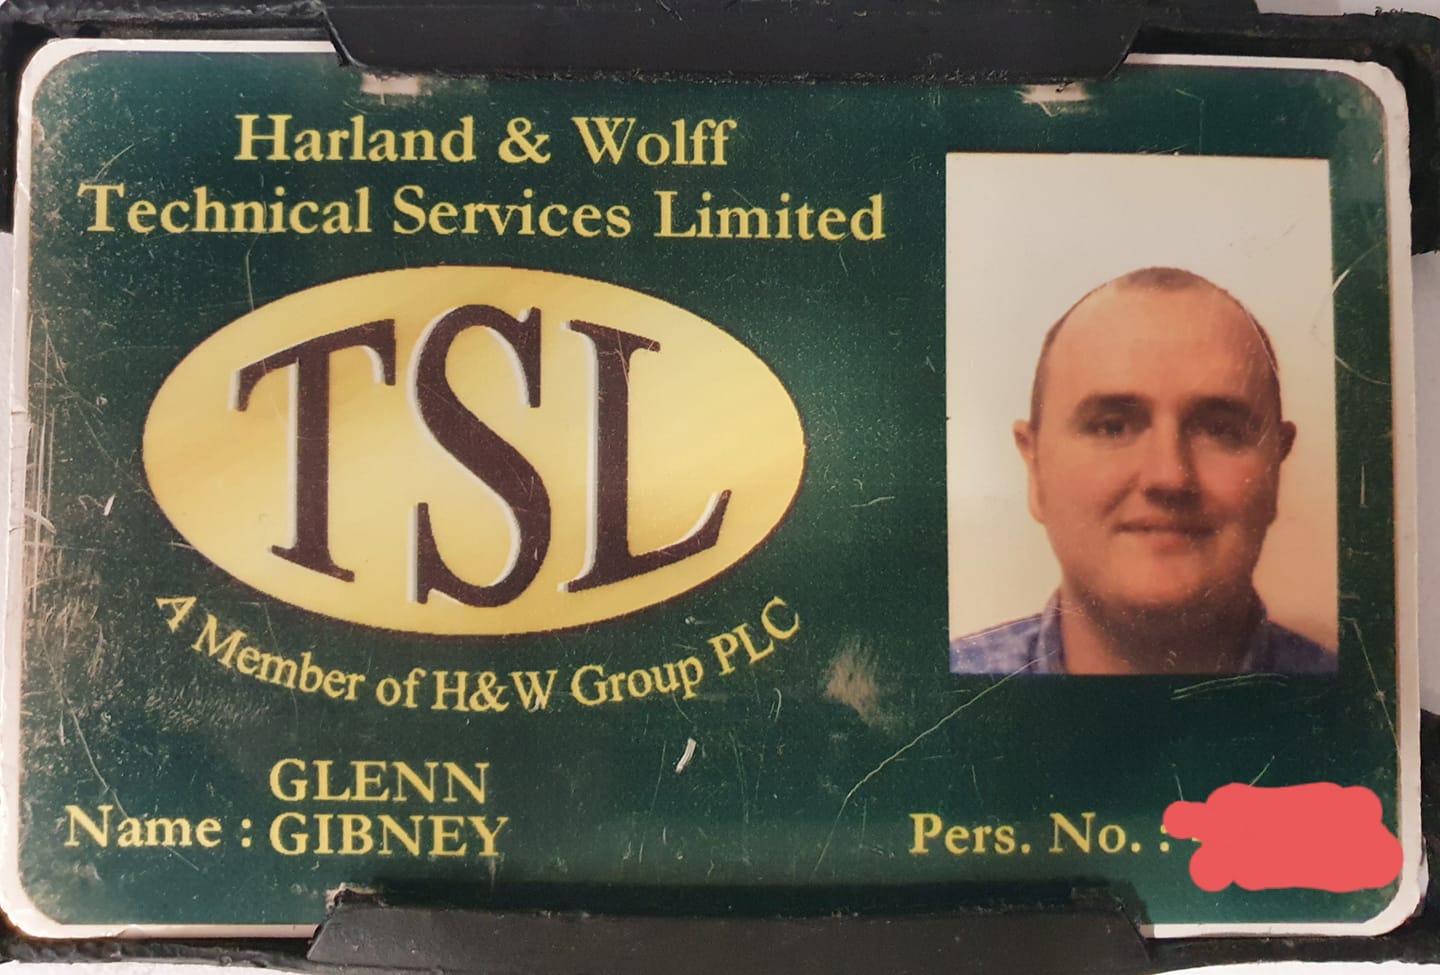 Harland & Wolff
Technical Services Limited
TSL
A Member of H&W Group PLC
GLENN
Name : GIBNEY
Pers. No. :